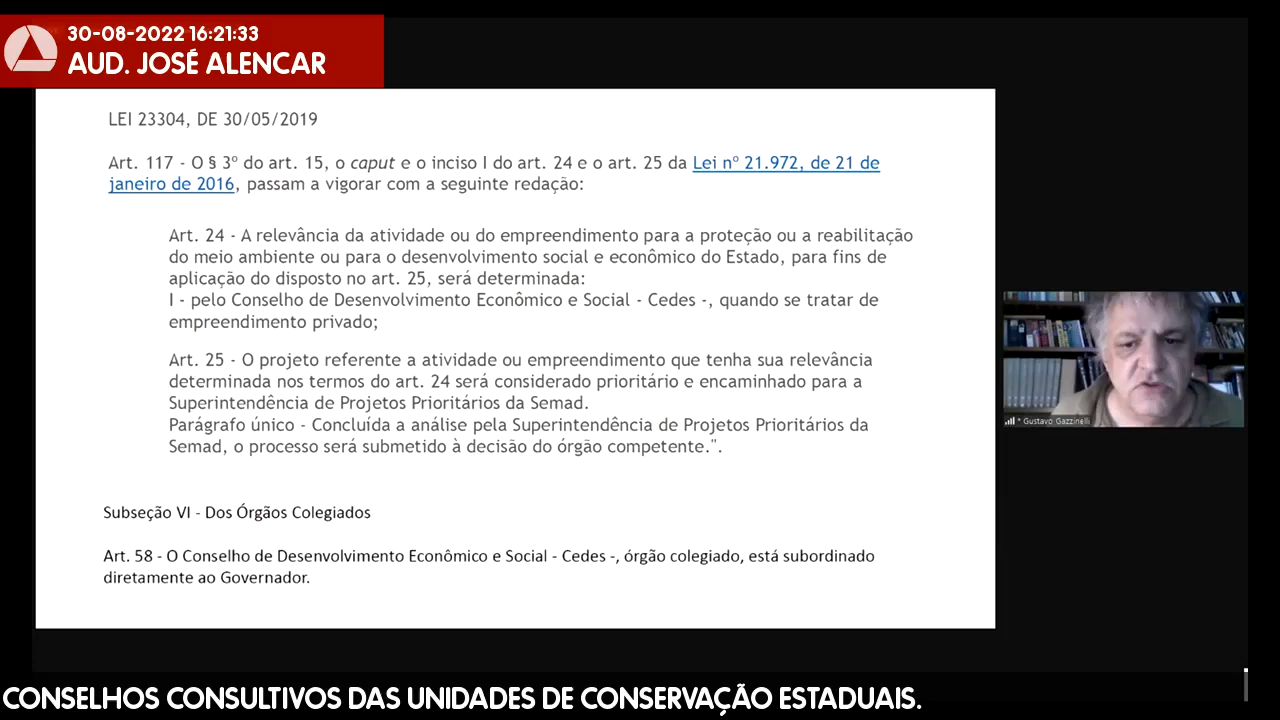 30-08-2022 16:21:33
AUD. JOSÉ ALENCAR
LEI 23304, DE 30/05/2019
Art. 117 - O § 3º do art. 15, o caput e o inciso I do art. 24 e o art. 25 da Lei nº 21.972, de 21 de
janeiro de 2016, passam a vigorar com a seguinte redação:
Art. 24 - A relevância da atividade ou do empreendimento para a proteção ou a reabilitação
do meio ambiente ou para o desenvolvimento social e econômico do Estado, para fins de
aplicação do disposto no art. 25, será determinada:
I - pelo Conselho de Desenvolvimento Econômico e Social - Cedes -, quando se tratar de
empreendimento privado;
Art. 25 - O projeto referente a atividade ou empreendimento que tenha sua relevância
determinada nos termos do art. 24 será considerado prioritário e encaminhado para a
Superintendência de Projetos Prioritários da Semad.
Parágrafo único - Concluída a análise pela Superintendência de Projetos Prioritários da
Semad, o processo será submetido à decisão do órgão competente.".
Subseção VI - Dos Órgãos Colegiados
Art. 58 - O Conselho de Desenvolvimento Econômico e Social - Cedes -, órgão colegiado, está subordinado
diretamente ao Governador.
* Gustavo Gazzinelli
CONSELHOS CONSULTIVOS DAS UNIDADES DE CONSERVAÇÃO ESTADUAIS.